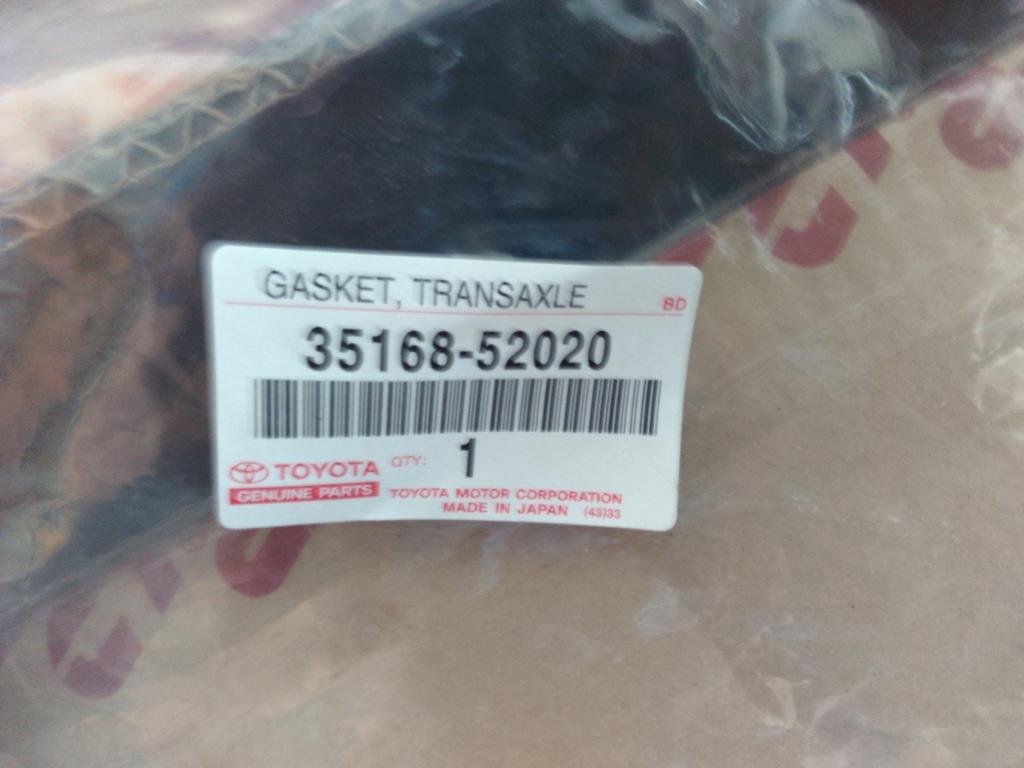 GASKET, TRANSAXLE
BD
35168-52020
QTY: 1
TOYOTA
GENUINE PARTS
TOYOTA MOTOR CORPORATION
MADE IN JAPAN (43)33